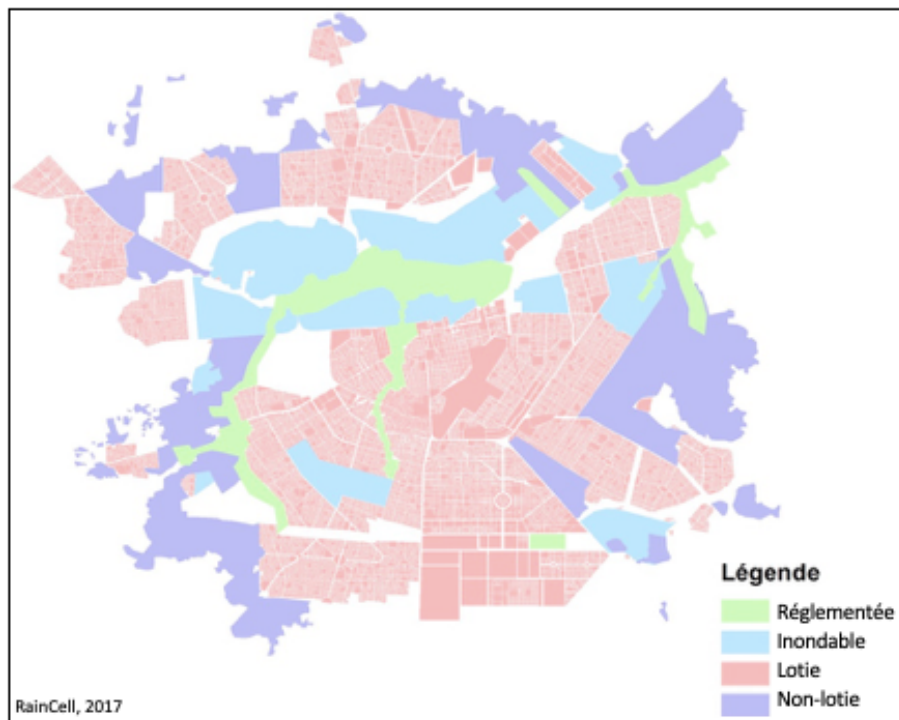 Légende
Réglementée
Inondable
Lotie
Non-lotie
RainCell, 2017